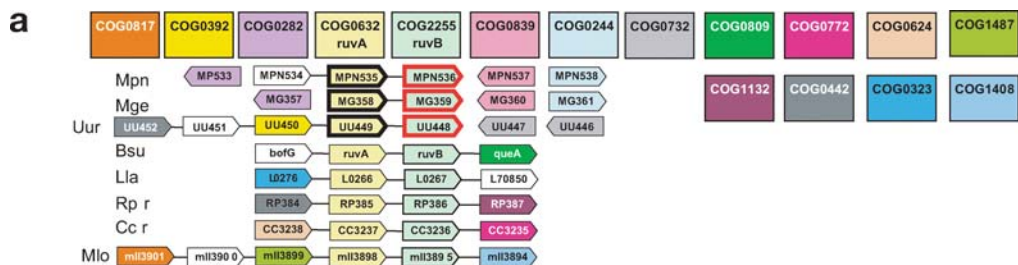 a
COG0817 COG0392 COG0282 COG0632 ruvA COG2255 ruvB COG0839 COG0244 COG0732 COG0809 COG0772 COG0624 COG1487
COG1132 COG0442 COG0323 COG1408
Mpn MP533 MPN534 MPN535 MPN536 MPN537 MPN538
Mge MG357 MG358 MG359 MG360 MG361
Uur UU452 UU451 UU450 UU449 UU448 UU447 UU446
Bsu bofG ruvA ruvB queA
Lla L0276 L0266 L0267 L70850
Rp r RP384 RP385 RP386 RP387
Cc r CC3238 CC3237 CC3236 CC3235
Mlo mll3901 mll390 0 mll3899 mll3898 mll389 5 mll3894